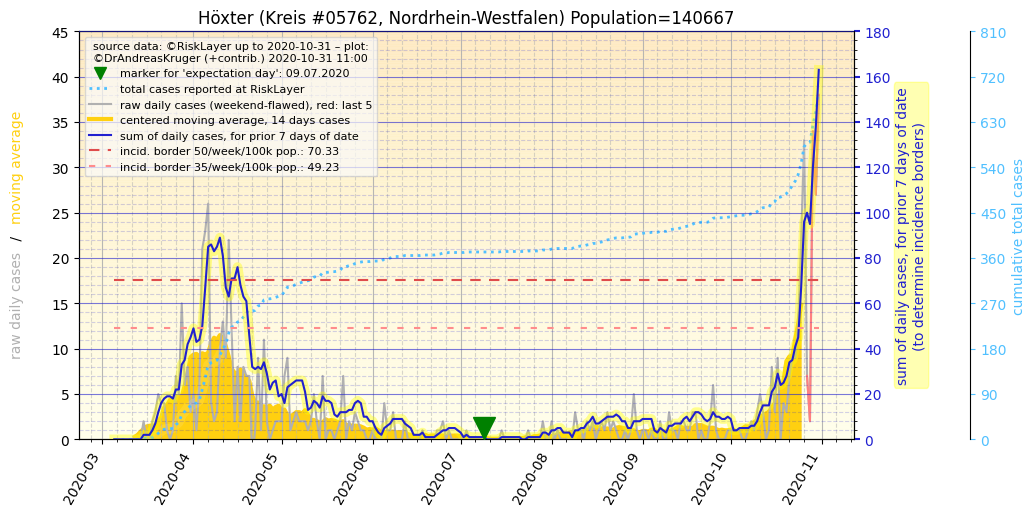 Höxter (Kreis #05762, Nordrhein-Westfalen) Population=140667
source data: ©RiskLayer up to 2020-10-31 – plot:
©DrAndreasKruger (+contrib.) 2020-10-31 11:00
marker for 'expectation day': 09.07.2020
total cases reported at RiskLayer
raw daily cases (weekend-flawed), red: last 5
centered moving average, 14 days cases
sum of daily cases, for prior 7 days of date
incid. border 50/week/100k pop.: 70.33
incid. border 35/week/100k pop.: 49.23
raw daily cases / moving average
45
40
35
30
25
20
15
10
5
0
2020-03
2020-04
2020-05
2020-06
2020-07
2020-08
2020-09
2020-10
2020-11
180
160
140
120
100
80
60
40
20
0
sum of daily cases, for prior 7 days of date
(to determine incidence borders)
810
720
630
540
450
360
270
180
90
0
cumulative total cases